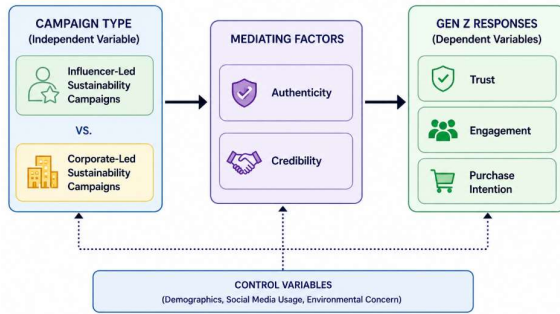 CAMPAIGN TYPE
(Independent Variable)
Influencer-Led
Sustainability
Campaigns
VS.
Corporate-Led
Sustainability
Campaigns
MEDIATING FACTORS
Authenticity
Credibility
GEN Z RESPONSES
(Dependent Variables)
Trust
Engagement
Purchase
Intention
CONTROL VARIABLES
(Demographics, Social Media Usage, Environmental Concern)